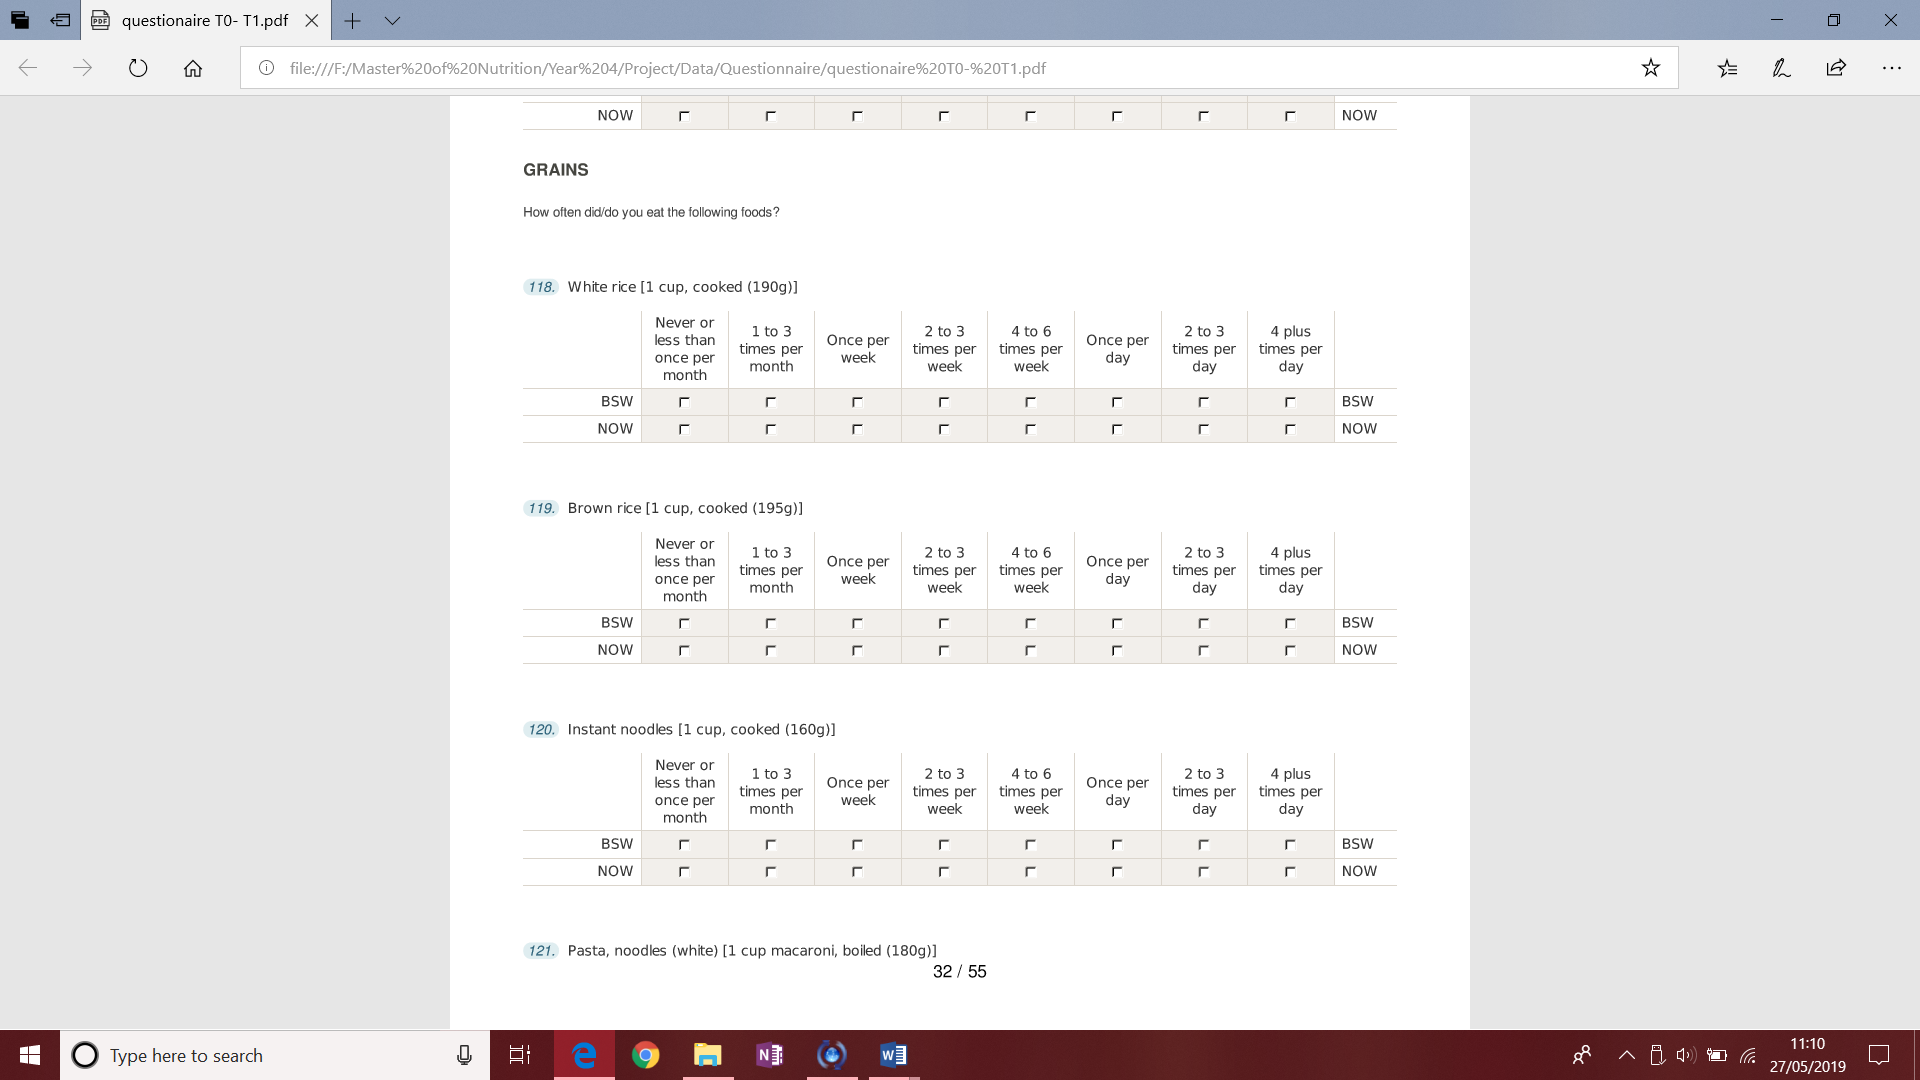 questionaire T0- T1.pdf
file:///F:/Master%20of%20Nutrition/Year%204/Project/Data/Questionnaire/questionaire%20T0-%20T1.pdf
NOW NOW
GRAINS
How often did/do you eat the following foods?
118. White rice [1 cup, cooked (190g)]
Never or less than once per month 1 to 3 times per month Once per week 2 to 3 times per week 4 to 6 times per week Once per day 2 to 3 times per day 4 plus times per day
BSW BSW
NOW NOW
119. Brown rice [1 cup, cooked (195g)]
Never or less than once per month 1 to 3 times per month Once per week 2 to 3 times per week 4 to 6 times per week Once per day 2 to 3 times per day 4 plus times per day
BSW BSW
NOW NOW
120. Instant noodles [1 cup, cooked (160g)]
Never or less than once per month 1 to 3 times per month Once per week 2 to 3 times per week 4 to 6 times per week Once per day 2 to 3 times per day 4 plus times per day
BSW BSW
NOW NOW
121. Pasta, noodles (white) [1 cup macaroni, boiled (180g)]
32 / 55
Type here to search
11:10
27/05/2019